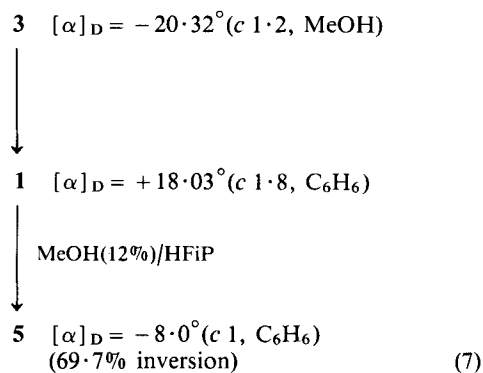 3 [α]D = −20·32°(c 1·2, MeOH)
1 [α]D = +18·03°(c 1·8, C6H6)
MeOH(12%)/HFiP
5 [α]D = −8·0°(c 1, C6H6)
(69·7% inversion) (7)